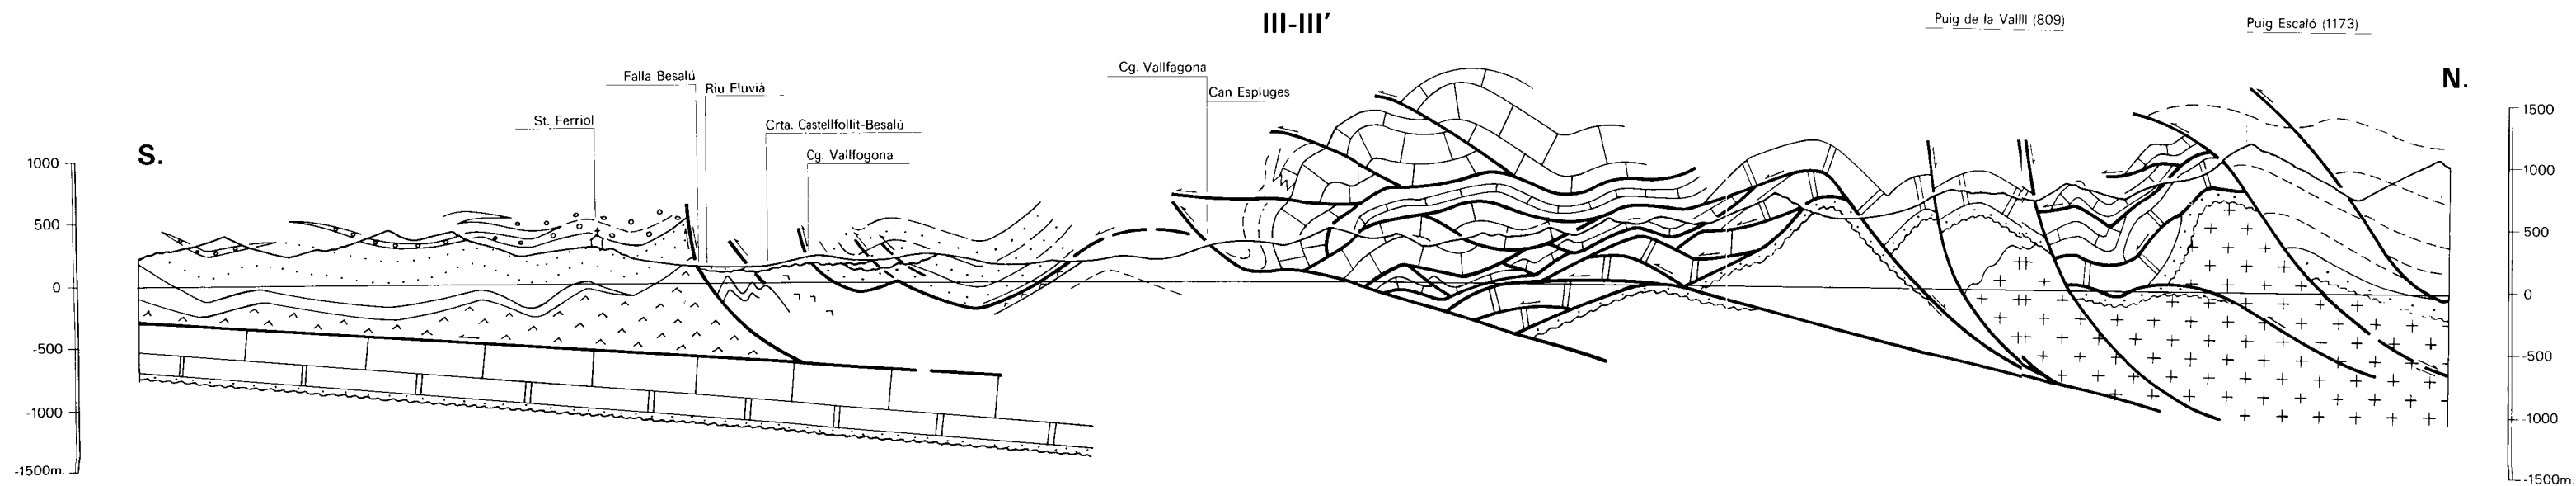 III-III′
Puig de la Vallll (809)
Puig Escaló (1173)
Falla Besalú
Riu Fluvià
Cg. Vallfagona
Can Espluges
N.
St. Ferriol
Crta. Castellfollit-Besalú
Cg. Vallfogona
S.
1000
500
0
-500
-1000
-1500m.
1500
1000
500
0
-500
-1000
-1500m.